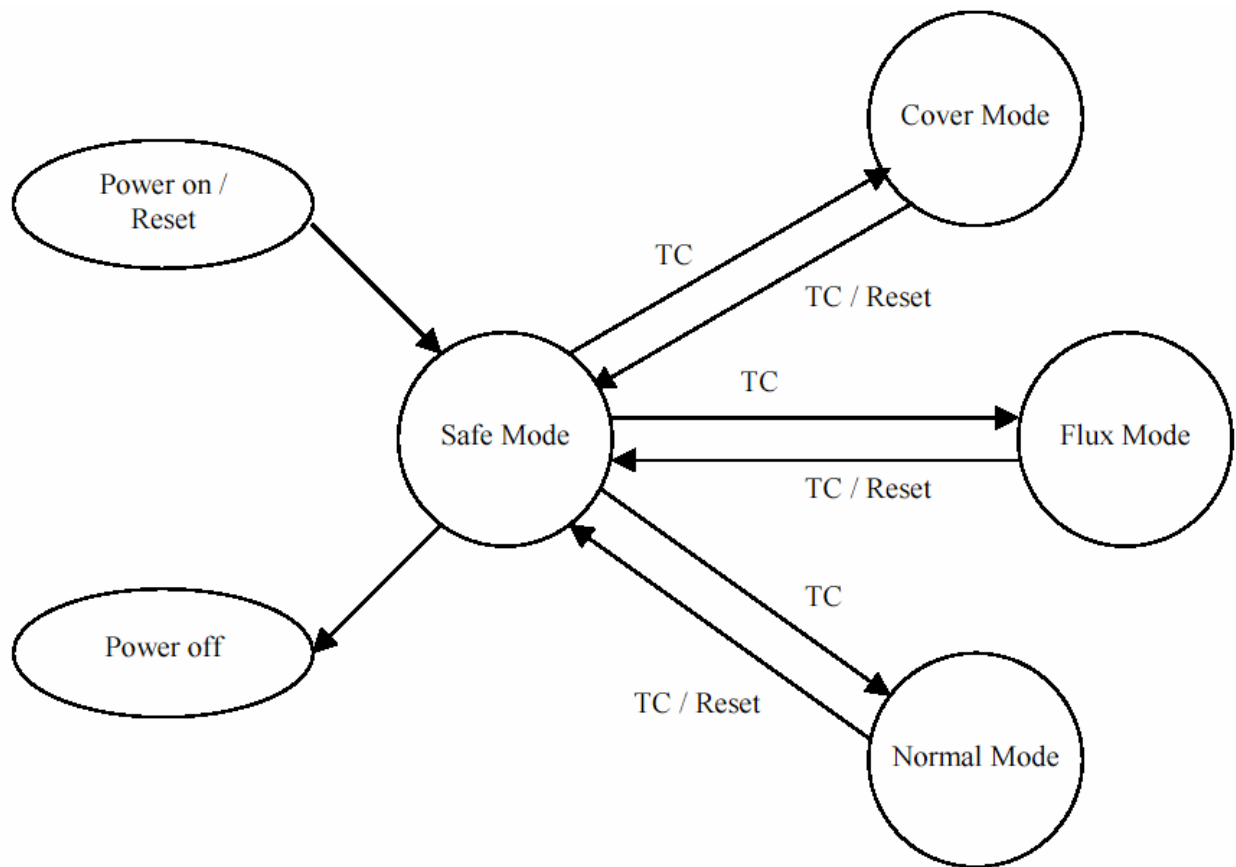 Cover Mode
Power on /
Reset
TC
TC / Reset
TC
Safe Mode
Flux Mode
TC / Reset
TC
Power off
TC / Reset
Normal Mode